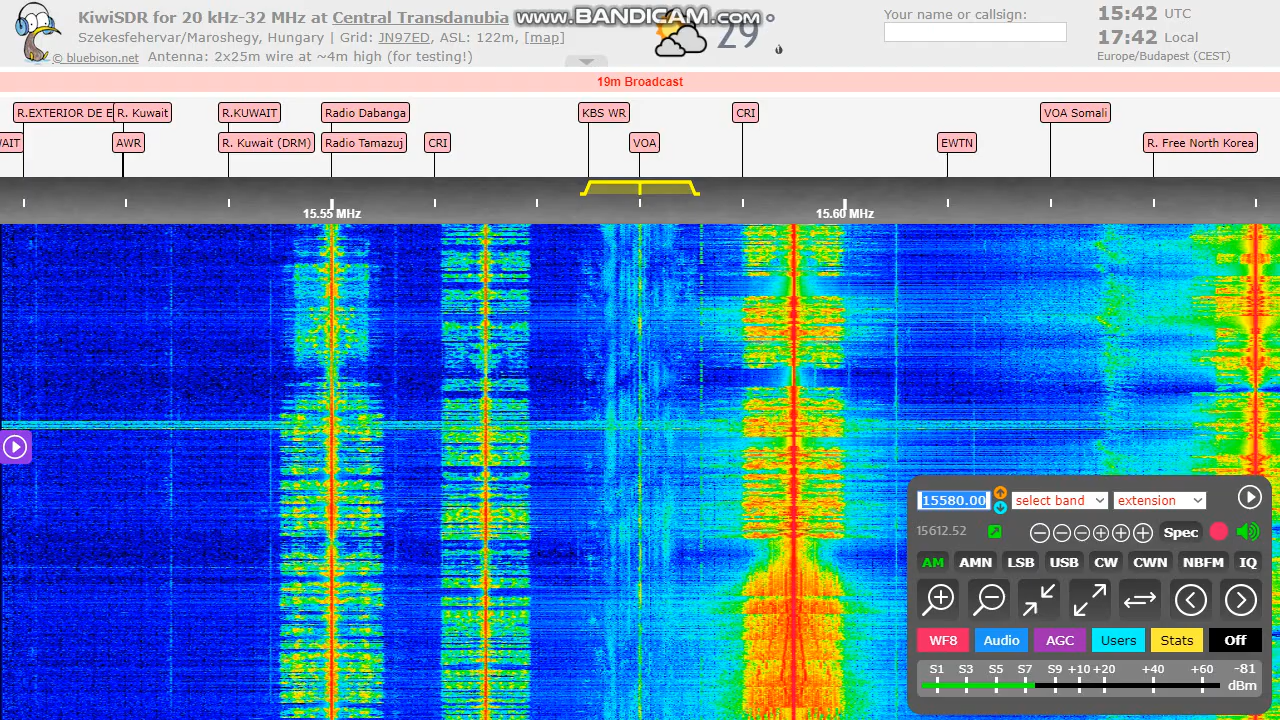 KiwiSDR for 20 kHz-32 MHz at Central Transdanubia
www.BANDICAM.com
29
Szekesfehervar/Maroshegy, Hungary | Grid: JN97ED, ASL: 122m, [map]
© bluebison.net Antenna: 2x25m wire at ~4m high (for testing!)
Your name or callsign:
15:42 UTC
17:42 Local
Europe/Budapest (CEST)
19m Broadcast
R.EXTERIOR DE E R. Kuwait R.KUWAIT Radio Dabanga KBS WR CRI VOA Somali
AIT AWR R. Kuwait (DRM) Radio Tamazuj CRI VOA EWTN R. Free North Korea
15.55 MHz 15.60 MHz
15580.00 select band extension
15612.52 Spec
AM AMN LSB USB CW CWN NBFM IQ
WF8 Audio AGC Users Stats Off
S1 S3 S5 S7 S9 +10 +20 +40 +60 -81
dBm